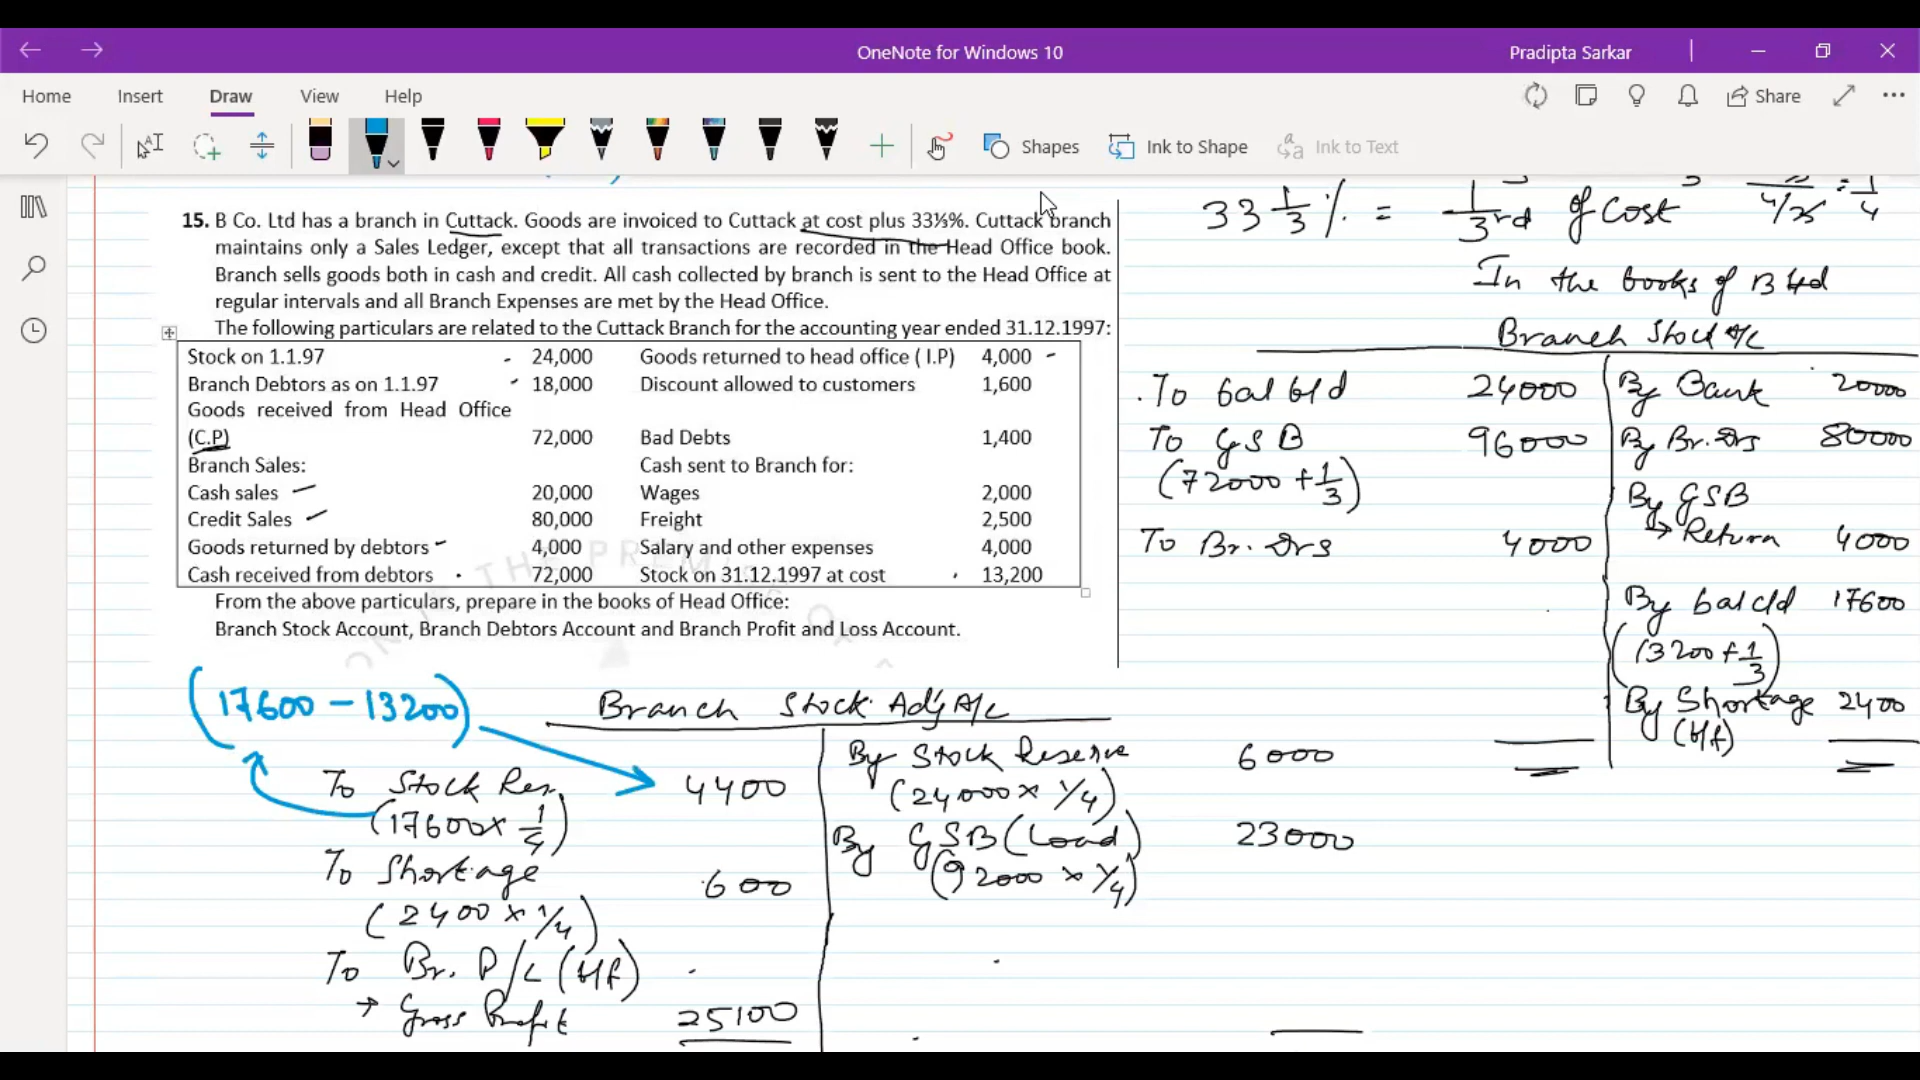 OneNote for Windows 10
Pradipta Sarkar
Home Insert Draw View Help
Share
Shapes Ink to Shape Ink to Text
15. B Co. Ltd has a branch in Cuttack. Goods are invoiced to Cuttack at cost plus 33⅓%. Cuttack branch
maintains only a Sales Ledger, except that all transactions are recorded in the Head Office book.
Branch sells goods both in cash and credit. All cash collected by branch is sent to the Head Office at
regular intervals and all Branch Expenses are met by the Head Office.
The following particulars are related to the Cuttack Branch for the accounting year ended 31.12.1997:
Stock on 1.1.97 24,000 Goods returned to head office ( I.P) 4,000
Branch Debtors as on 1.1.97 18,000 Discount allowed to customers 1,600
Goods received from Head Office
(C.P) 72,000 Bad Debts 1,400
Branch Sales: Cash sent to Branch for:
Cash sales 20,000 Wages 2,000
Credit Sales 80,000 Freight 2,500
Goods returned by debtors 4,000 Salary and other expenses 4,000
Cash received from debtors 72,000 Stock on 31.12.1997 at cost 13,200
From the above particulars, prepare in the books of Head Office:
Branch Stock Account, Branch Debtors Account and Branch Profit and Loss Account.
33 1/3 % = 1/3 rd of Cost
In the books of B Ltd
Branch Stock A/c
To bal b/d 24000 By Bank 20000
To GSB 96000 By Br. Drs 80000
(72000 + 1/3) By GSB
To Br. Drs 4000 → Return 4000
By bal c/d 17600
(13200 + 1/3)
By Shortage 2400
(b/f)
(17600 - 13200) Branch Stock Adj A/c
To Stock Res. 4400 By Stock Reserve 6000
(17600 x 1/4) (24000 x 1/4)
To Shortage 600 By GSB (Load) 23000
(2400 x 1/4) (92000 x 1/4)
To Br. P/L (b/f)
→ Gross Profit 25100